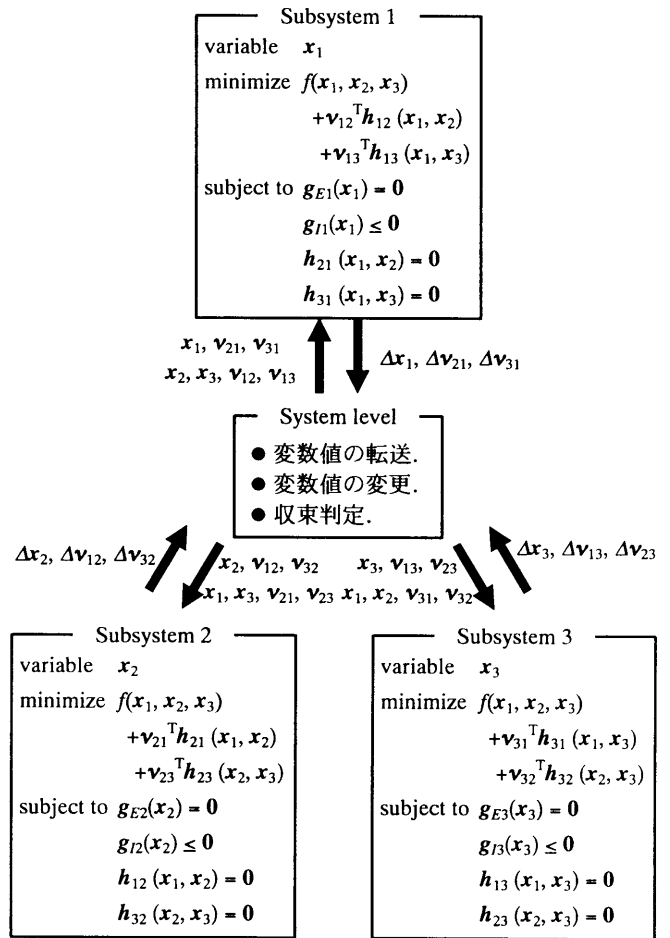 Subsystem 1
variable x₁
minimize f(x₁, x₂, x₃)
+ν₁₂ᵀh₁₂ (x₁, x₂)
+ν₁₃ᵀh₁₃ (x₁, x₃)
subject to g_E1(x₁) = 0
g_I1(x₁) ≤ 0
h₂₁ (x₁, x₂) = 0
h₃₁ (x₁, x₃) = 0
x₁, ν₂₁, ν₃₁
x₂, x₃, ν₁₂, ν₁₃
Δx₁, Δν₂₁, Δν₃₁
System level
● 変数値の転送.
● 変数値の変更.
● 収束判定.
Δx₂, Δν₁₂, Δν₃₂
x₂, ν₁₂, ν₃₂
x₁, x₃, ν₂₁, ν₂₃
x₃, ν₁₃, ν₂₃
x₁, x₂, ν₃₁, ν₃₂
Δx₃, Δν₁₃, Δν₂₃
Subsystem 2
variable x₂
minimize f(x₁, x₂, x₃)
+ν₂₁ᵀh₂₁ (x₁, x₂)
+ν₂₃ᵀh₂₃ (x₂, x₃)
subject to g_E2(x₂) = 0
g_I2(x₂) ≤ 0
h₁₂ (x₁, x₂) = 0
h₃₂ (x₂, x₃) = 0
Subsystem 3
variable x₃
minimize f(x₁, x₂, x₃)
+ν₃₁ᵀh₃₁ (x₁, x₃)
+ν₃₂ᵀh₃₂ (x₂, x₃)
subject to g_E3(x₃) = 0
g_I3(x₃) ≤ 0
h₁₃ (x₁, x₃) = 0
h₂₃ (x₂, x₃) = 0